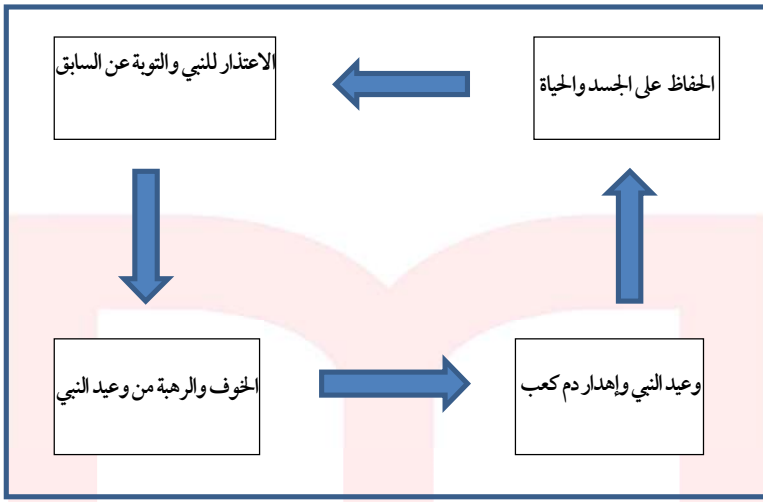 الحفاظ على الجسد والحياة
الاعتذار للنبي والتوبة عن السابق
وعيد النبي وإهدار دم كعب
الخوف والرهبة من وعيد النبي